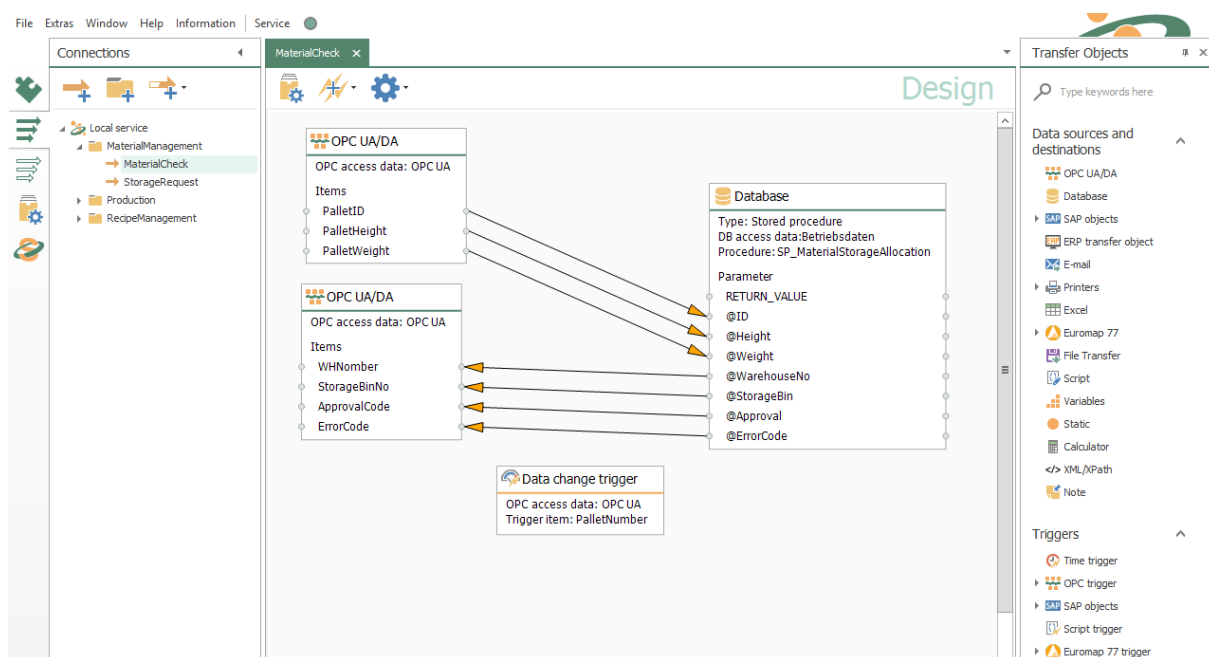 File Extras Window Help Information Service
Connections
Local service
MaterialManagement
MaterialCheck
StorageRequest
Production
RecipeManagement
MaterialCheck
Design
OPC UA/DA
OPC access data: OPC UA
Items
PalletID
PalletHeight
PalletWeight
OPC UA/DA
OPC access data: OPC UA
Items
WHNomber
StorageBinNo
ApprovalCode
ErrorCode
Database
Type: Stored procedure
DB access data:Betriebsdaten
Procedure: SP_MaterialStorageAllocation
Parameter
RETURN_VALUE
@ID
@Height
@Weight
@WarehouseNo
@StorageBin
@Approval
@ErrorCode
Data change trigger
OPC access data: OPC UA
Trigger item: PalletNumber
Transfer Objects
Type keywords here
Data sources and
destinations
OPC UA/DA
Database
SAP SAP objects
ERP ERP transfer object
E-mail
Printers
Excel
Euromap 77
File Transfer
Script
Variables
Static
Calculator
</> XML/XPath
Note
Triggers
Time trigger
OPC trigger
SAP SAP objects
Script trigger
Euromap 77 trigger